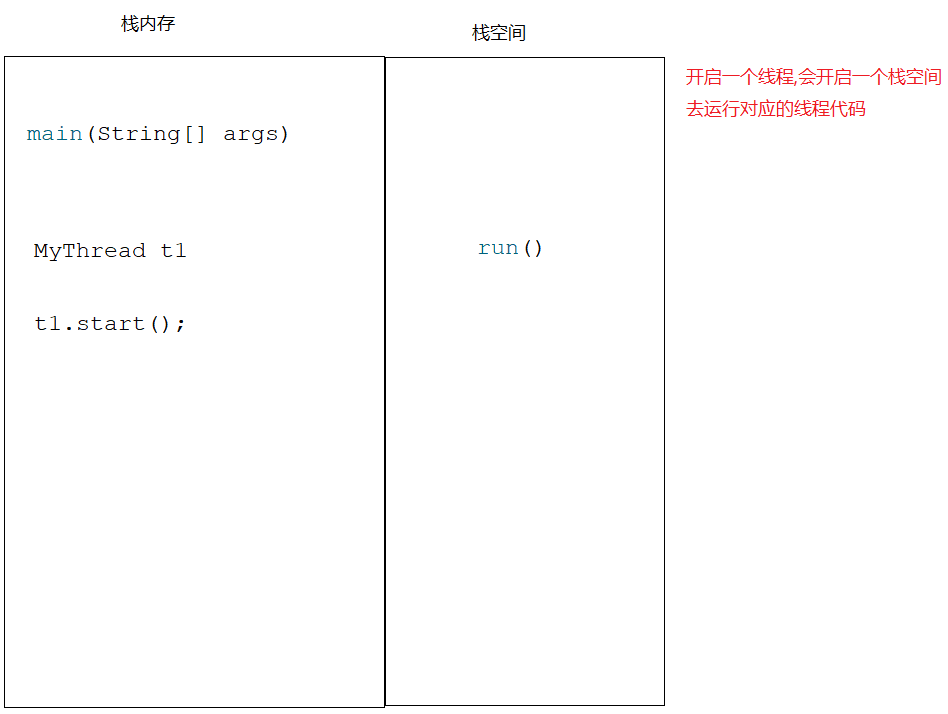 栈内存
栈空间
开启一个线程,会开启一个栈空间
去运行对应的线程代码
main(String[] args)
MyThread t1
run()
t1.start();